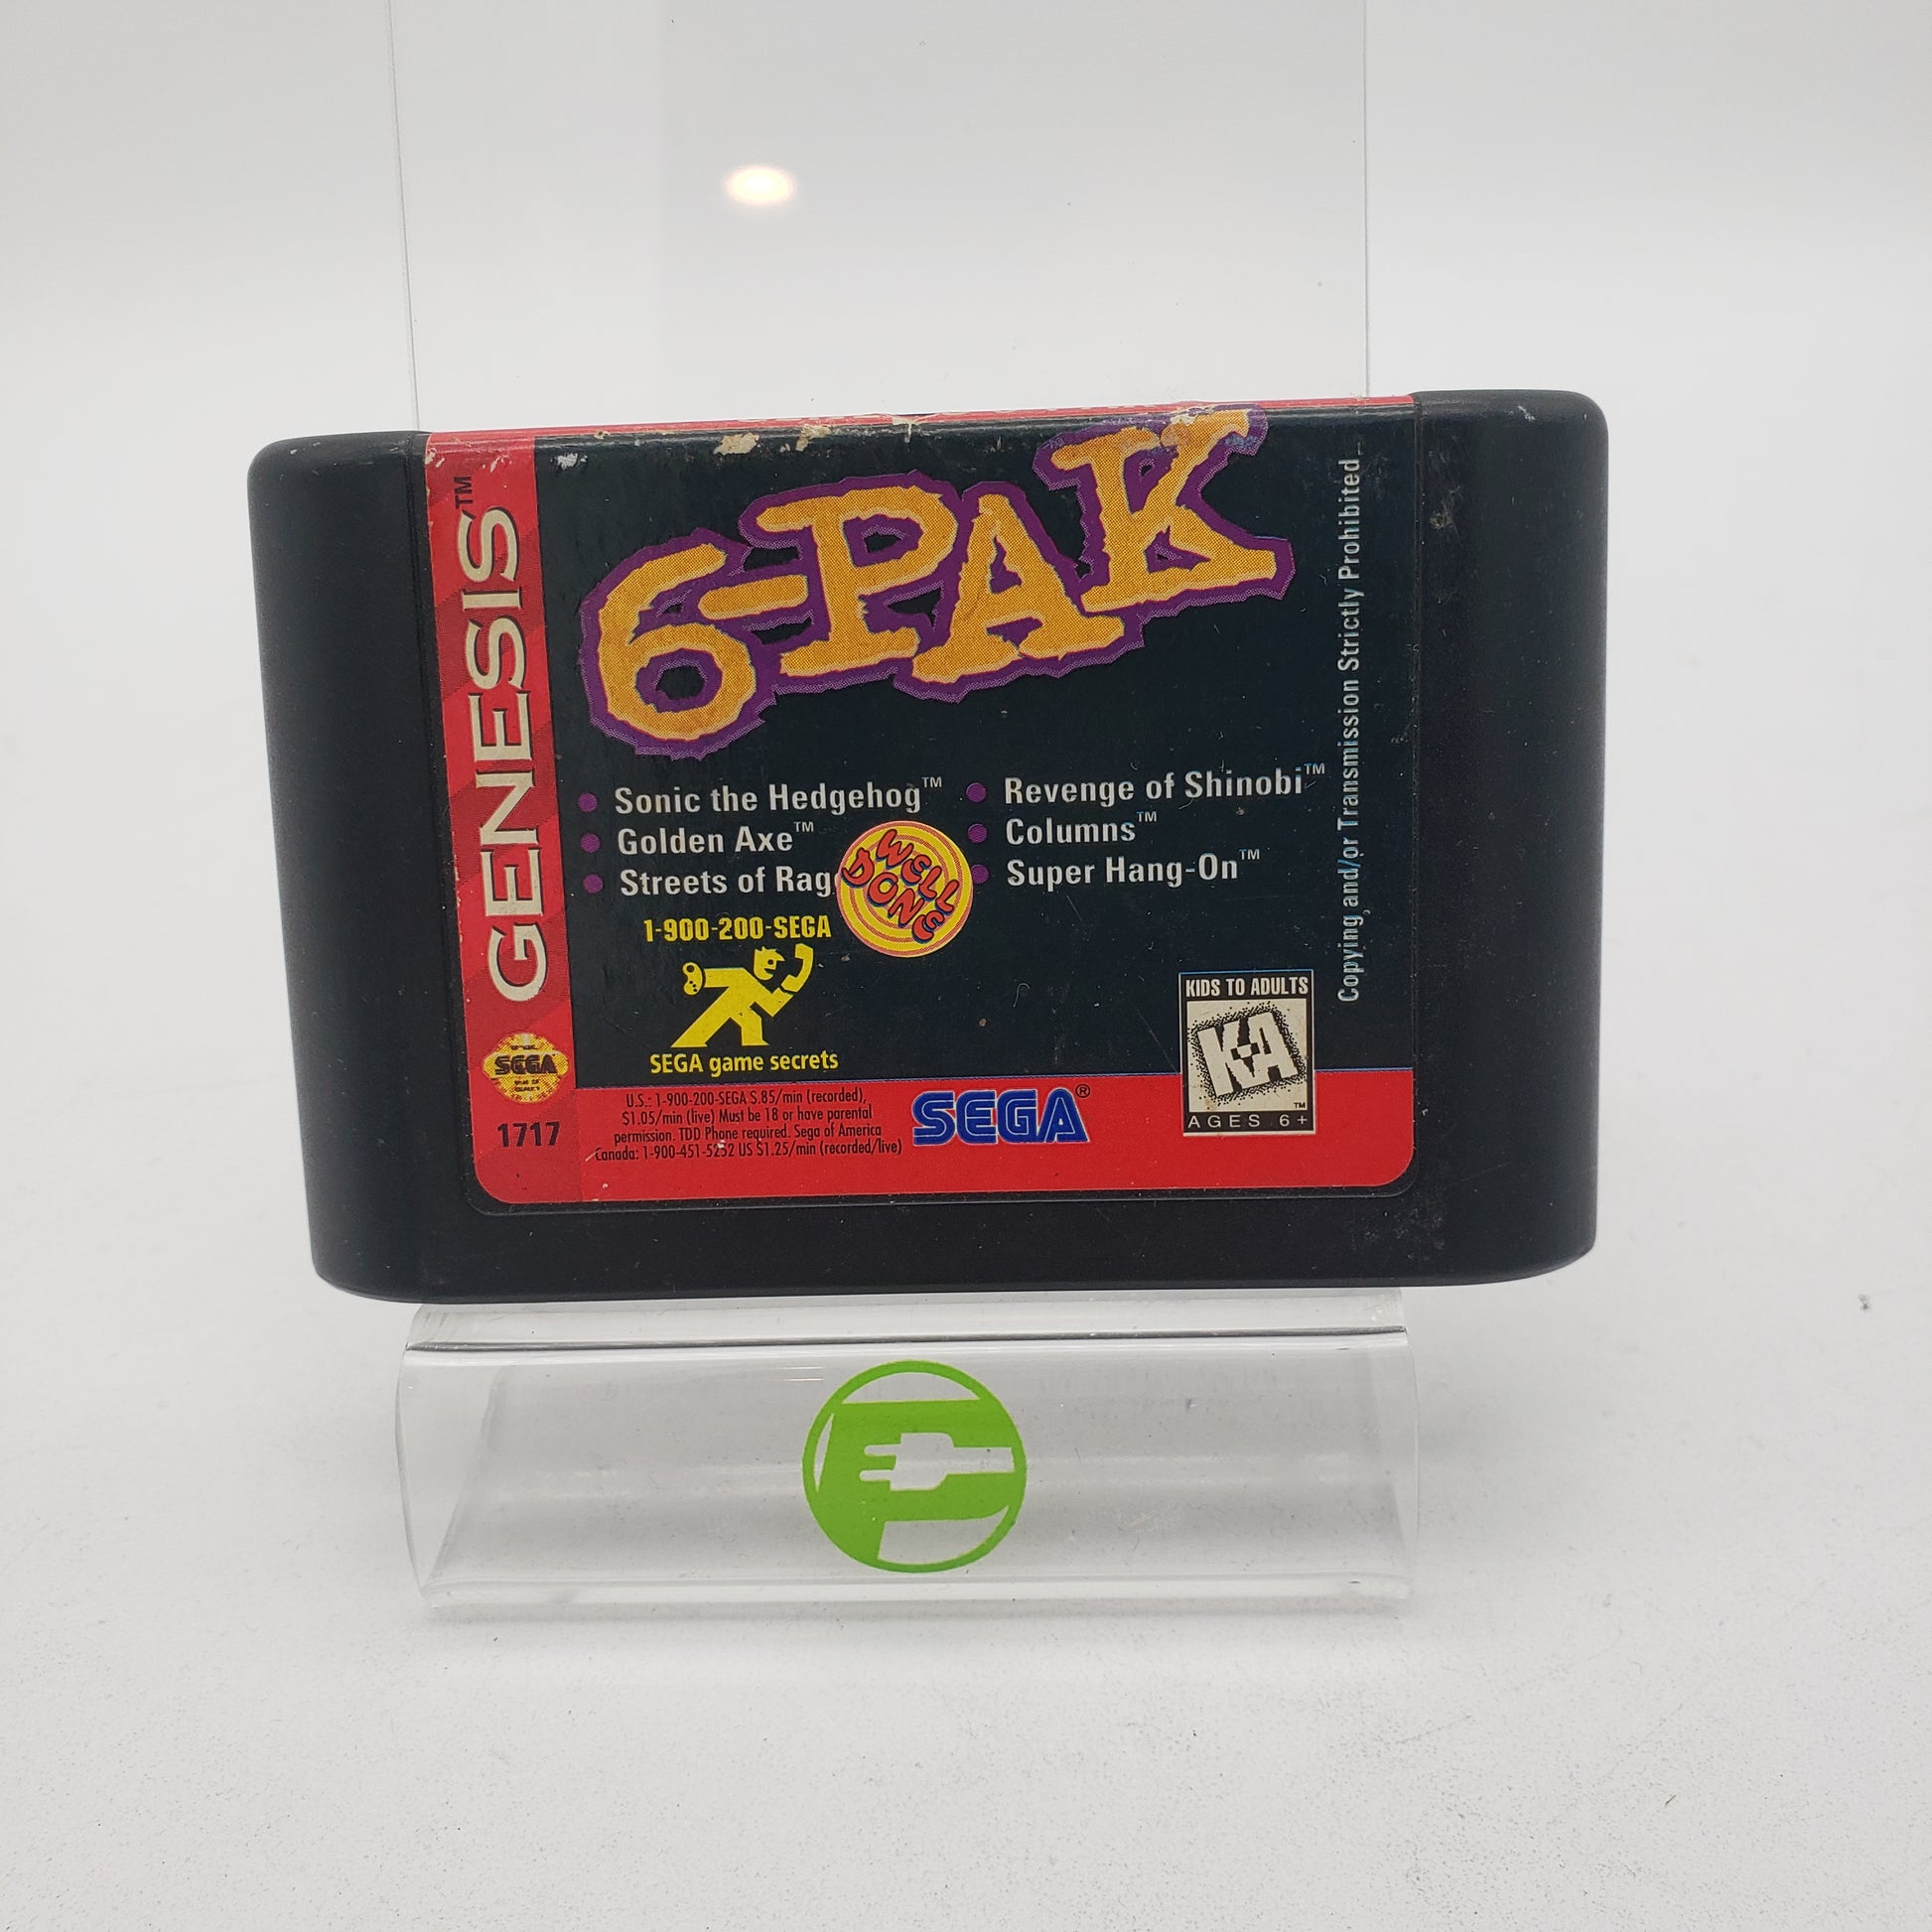 GENESIS™
6-PAK
Sonic the Hedgehog™
Golden Axe™
Streets of Rag
Revenge of Shinobi™
Columns™
Super Hang-On™
WELL
DONE
1-900-200-SEGA
SEGA game secrets
Copying and/or Transmission Strictly Prohibited
KIDS TO ADULTS
K-A
™
AGES 6+
SEGA
1717
U.S.: 1-900-200-SEGA $.85/min (recorded),
$1.05/min (live) Must be 18 or have parental
permission. TDD Phone required. Sega of America
Canada: 1-900-451-5252 US $1.25/min (recorded/live)
SEGA®